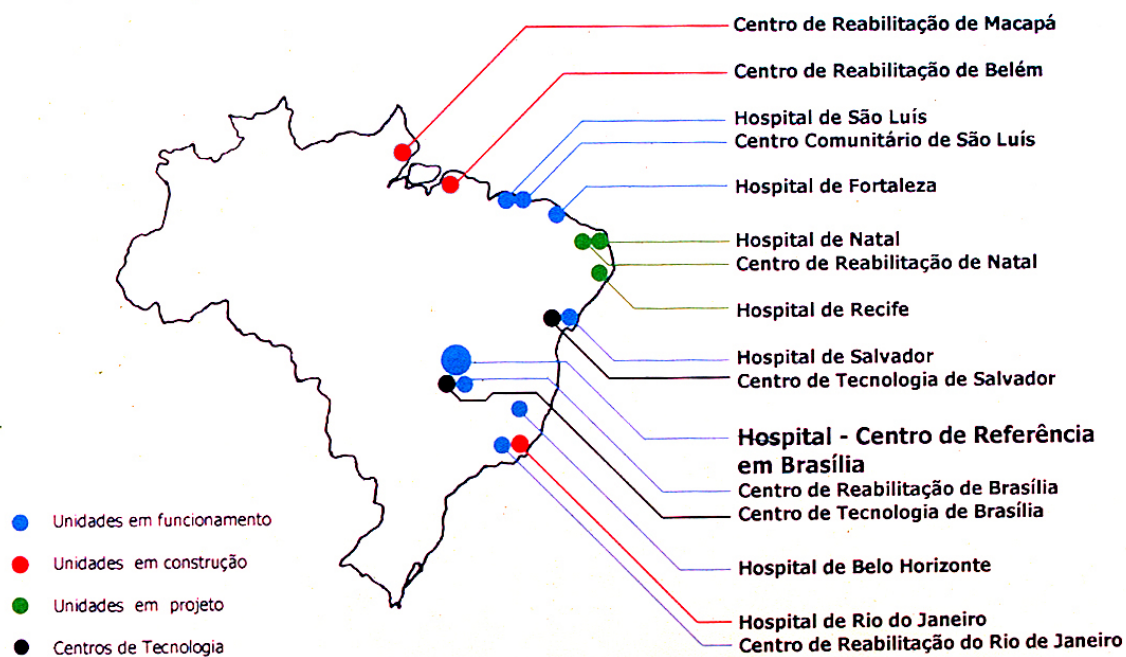 Centro de Reabilitação de Macapá
Centro de Reabilitação de Belém
Hospital de São Luís
Centro Comunitário de São Luís
Hospital de Fortaleza
Hospital de Natal
Centro de Reabilitação de Natal
Hospital de Recife
Hospital de Salvador
Centro de Tecnologia de Salvador
Hospital - Centro de Referência
em Brasília
Centro de Reabilitação de Brasília
Centro de Tecnologia de Brasília
Hospital de Belo Horizonte
Hospital de Rio do Janeiro
Centro de Reabilitação do Rio de Janeiro
Unidades em funcionamento
Unidades em construção
Unidades em projeto
Centros de Tecnologia